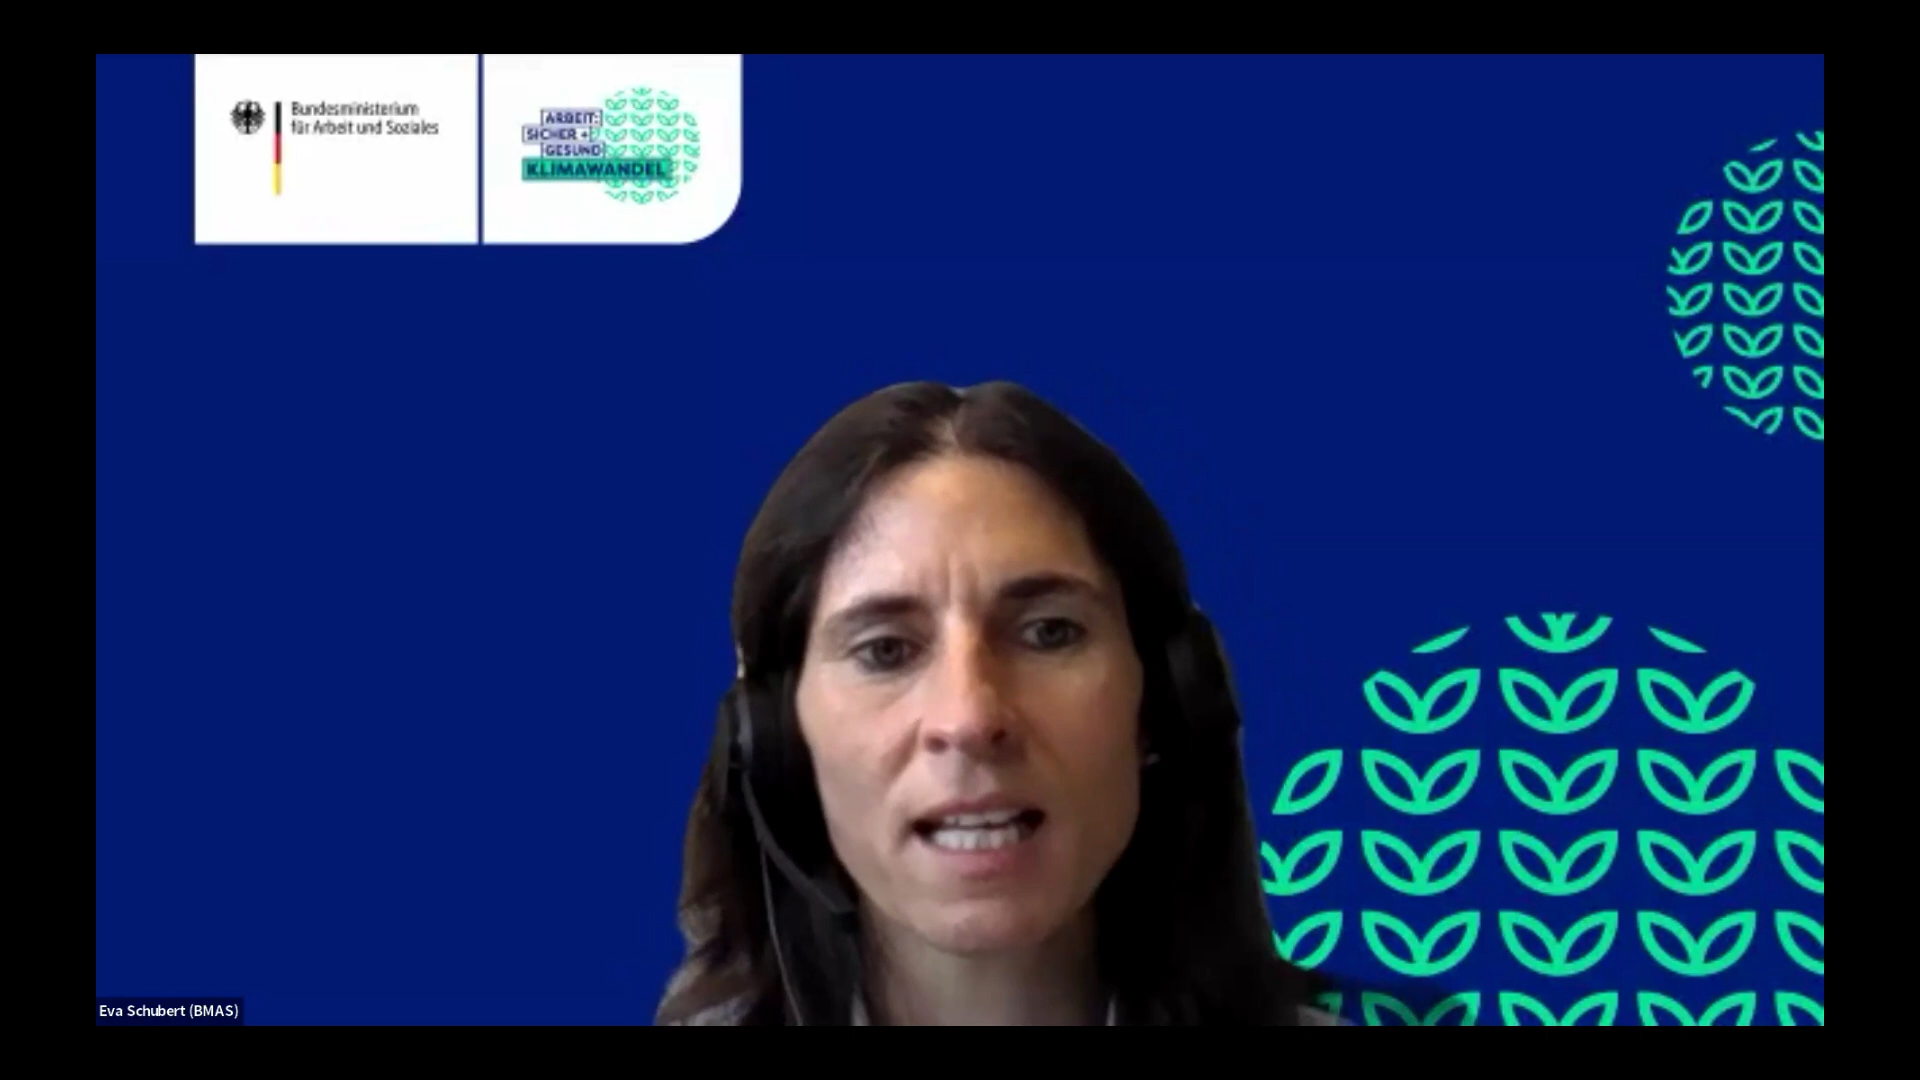 Bundesministerium
für Arbeit und Soziales
ARBEIT:
SICHER +
GESUND
KLIMAWANDEL
Eva Schubert (BMAS)